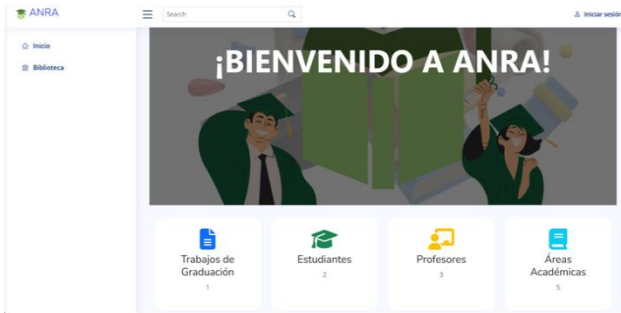 ANRA
Search
Iniciar sesión
Inicio
Biblioteca
¡BIENVENIDO A ANRA!
Trabajos de
Graduación
1
Estudiantes
2
Profesores
3
Áreas
Académicas
5